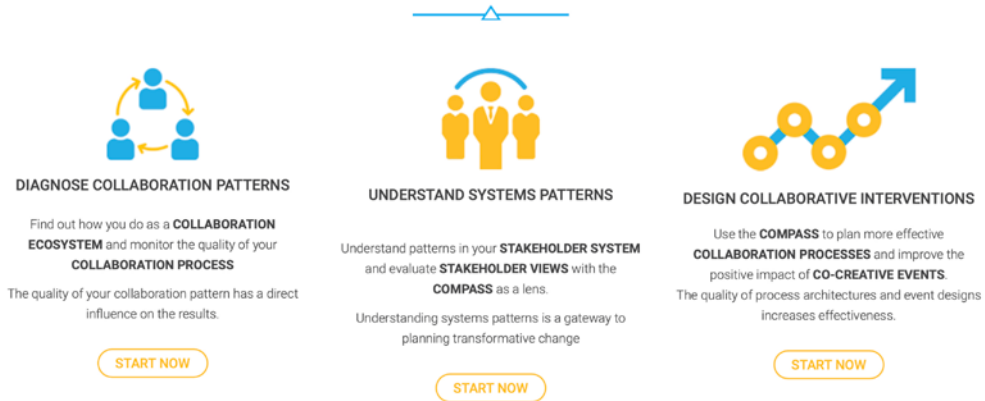 DIAGNOSE COLLABORATION PATTERNS
Find out how you do as a COLLABORATION
ECOSYSTEM and monitor the quality of your
COLLABORATION PROCESS
The quality of your collaboration pattern has a direct
influence on the results.
START NOW
UNDERSTAND SYSTEMS PATTERNS
Understand patterns in your STAKEHOLDER SYSTEM
and evaluate STAKEHOLDER VIEWS with the
COMPASS as a lens.
Understanding systems patterns is a gateway to
planning transformative change
START NOW
DESIGN COLLABORATIVE INTERVENTIONS
Use the COMPASS to plan more effective
COLLABORATION PROCESSES and improve the
positive impact of CO-CREATIVE EVENTS.
The quality of process architectures and event designs
increases effectiveness.
START NOW